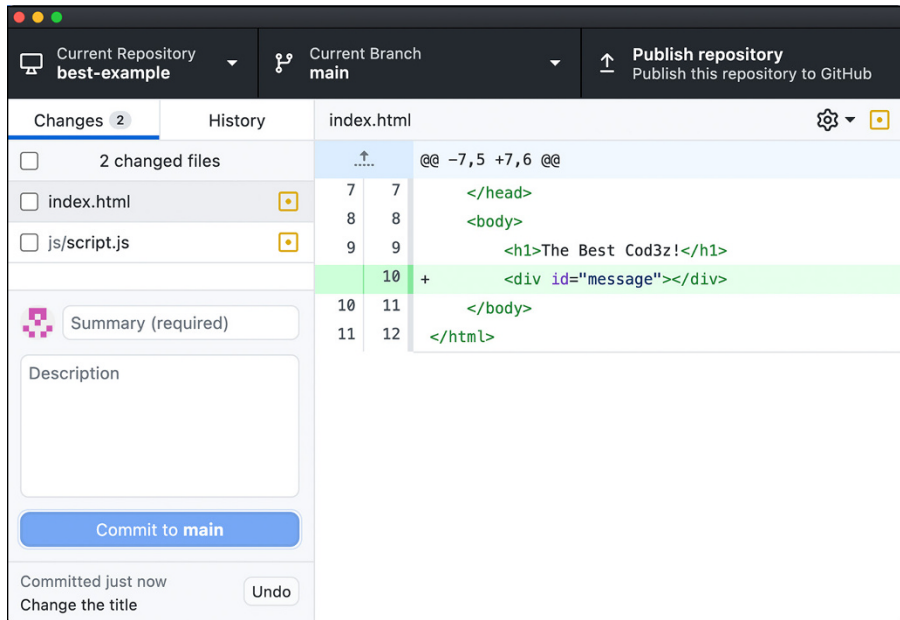 Current Repository
best-example
Current Branch
main
Publish repository
Publish this repository to GitHub
Changes 2
History
index.html
2 changed files
index.html
js/script.js
Summary (required)
Description
Commit to main
Committed just now
Change the title
Undo
@@ -7,5 +7,6 @@
7 7 </head>
8 8 <body>
9 9 <h1>The Best Cod3z!</h1>
10 + <div id="message"></div>
10 11 </body>
11 12 </html>